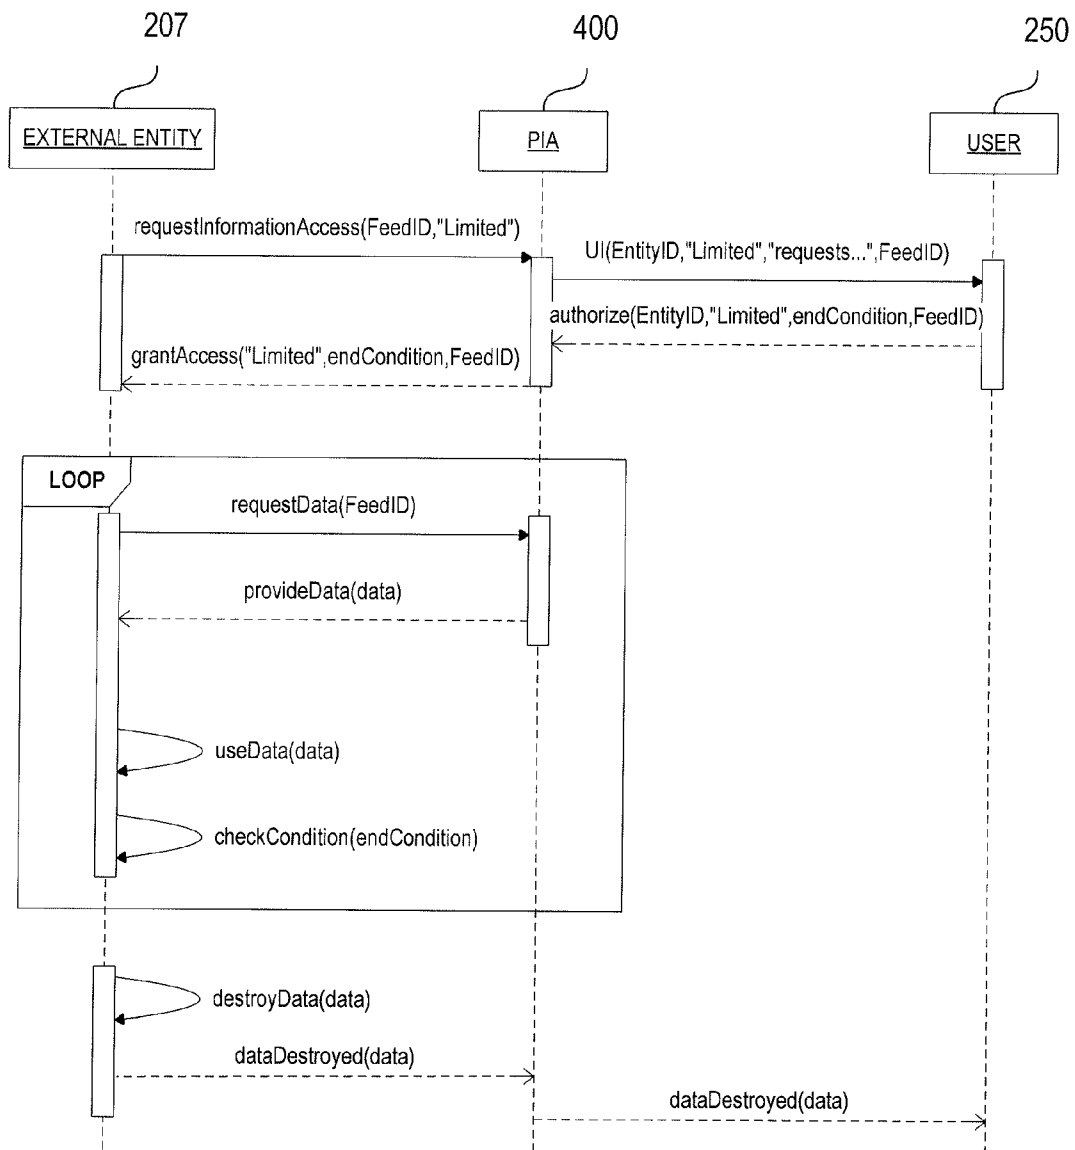 207
400
250
EXTERNAL ENTITY
PIA
USER
requestInformationAccess(FeedID,"Limited")
UI(EntityID,"Limited","requests...",FeedID)
authorize(EntityID,"Limited",endCondition,FeedID)
grantAccess("Limited",endCondition,FeedID)
LOOP
requestData(FeedID)
provideData(data)
useData(data)
checkCondition(endCondition)
destroyData(data)
dataDestroyed(data)
dataDestroyed(data)